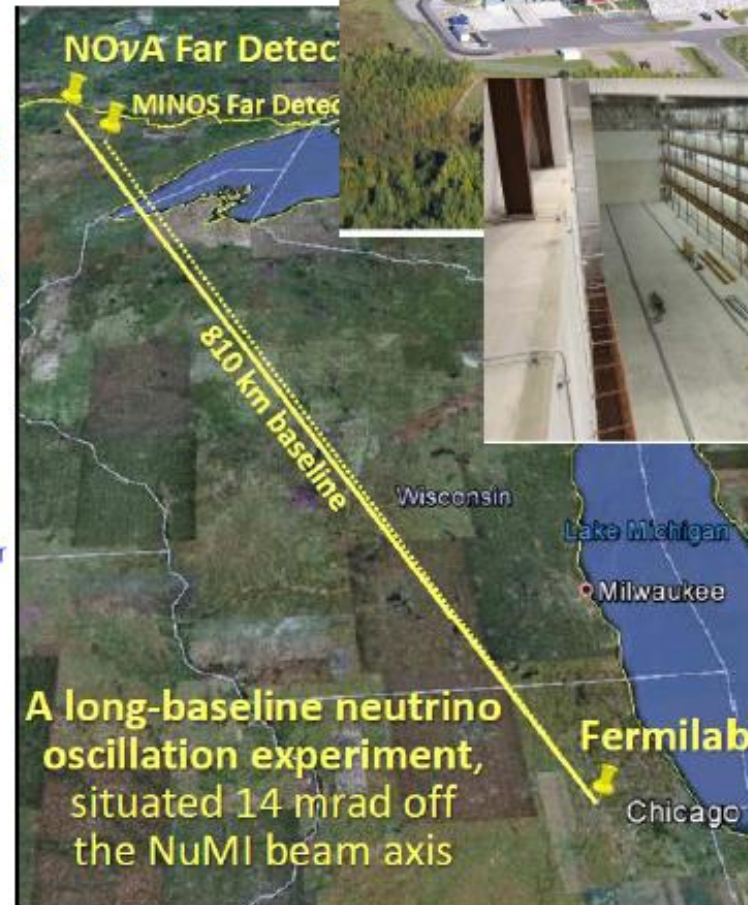 NOνA Far Detec
MINOS Far Detec
810 km baseline
Wisconsin
Lake Michigan
Milwaukee
A long-baseline neutrino
oscillation experiment,
situated 14 mrad off
the NuMI beam axis
Fermilab
Chicago